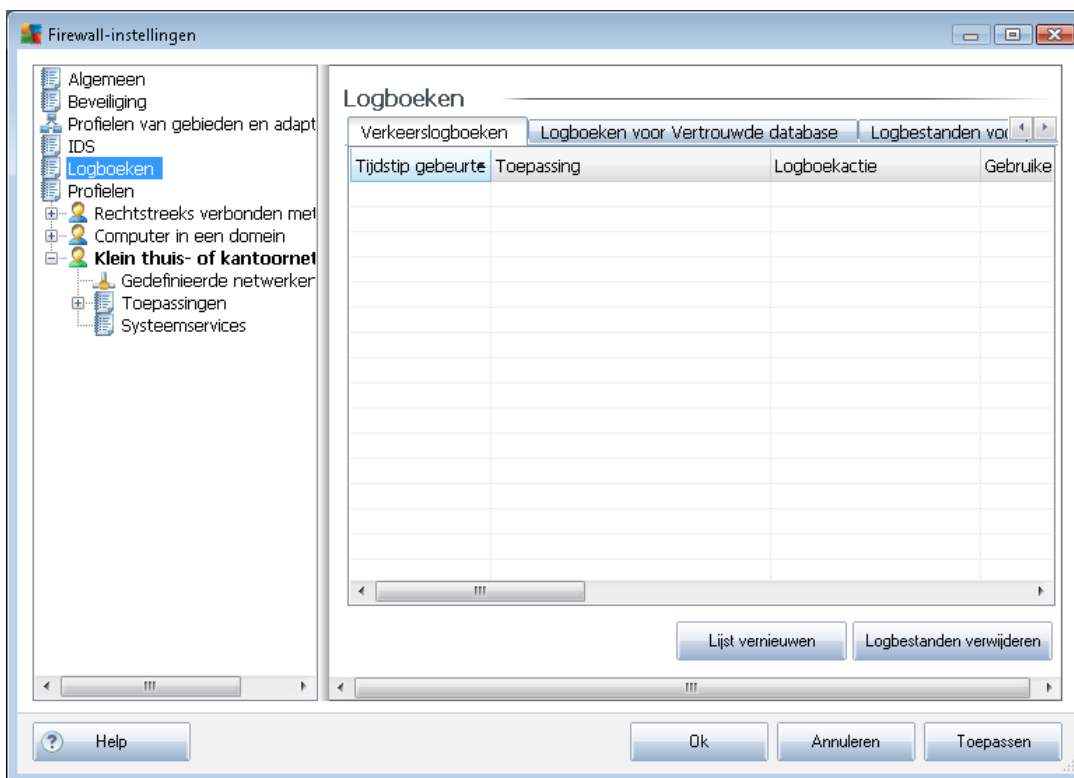 Firewall-instellingen
Algemeen
Beveiliging
Profielen van gebieden en adapt
IDS
Logboeken
Profielen
Rechtstreeks verbonden met
Computer in een domein
Klein thuis- of kantoornet
Gedefinieerde netwerken
Toepassingen
Systeemservices
Logboeken
Verkeerslogboeken
Logboeken voor Vertrouwde database
Logbestanden
Tijdstip gebeurte
Toepassing
Logboekactie
Gebruike
Lijst vernieuwen
Logbestanden verwijderen
Help
Ok
Annuleren
Toepassen